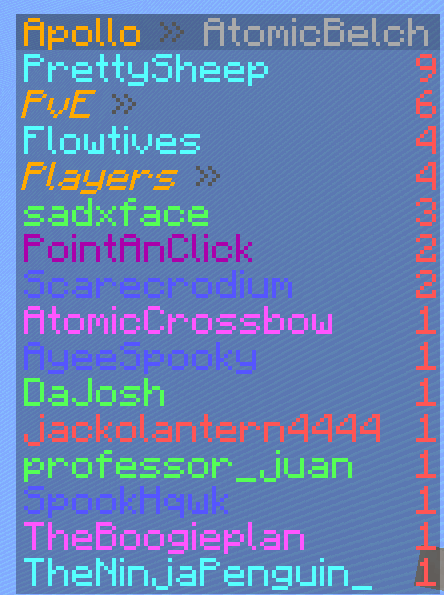 Apollo » AtomicBelch
PrettySheep 9
PvE » 6
Flowtives 4
Players » 4
sadxface 3
PointAnClick 2
Scarecrodium 2
AtomicCrossbow 1
AyeeSpooky 1
DaJosh 1
jackolantern4444 1
professor_juan 1
SpookHqwk 1
TheBoogieplan 1
TheNinjaPenguin_ 1